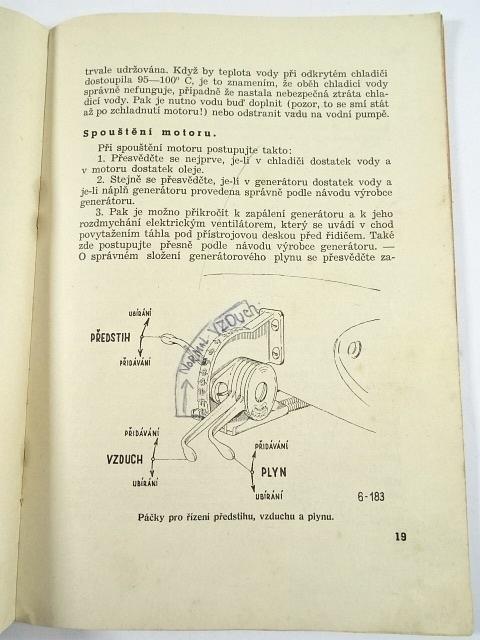 trvale udržována. Když by teplota vody při odkrytém chladiči
dostoupila 95—100° C, je to znamením, že oběh chladicí vody
správně nefunguje, případně že nastala nebezpečná ztráta chla-
dicí vody. Pak je nutno vodu buď doplnit (pozor, to se smí stát
až po zchladnutí motoru!) nebo odstranit vadu na vodní pumpě.
Spouštění motoru.
Při spouštění motoru postupujte takto:
1. Přesvědčte se nejprve, je-li v chladiči dostatek vody a
v motoru dostatek oleje.
2. Stejně se přesvědčte, je-li v generátoru dostatek vody a
je-li náplň generátoru provedena správně podle návodu výrobce
generátoru.
3. Pak je možno přikročit k zapálení generátoru a k jeho
rozdmychání elektrickým ventilátorem, který se uvádí v chod
povytažením táhla pod přístrojovou deskou před řidičem. Také
zde postupujte přesně podle návodu výrobce generátoru. —
O správném složení generátorového plynu se přesvědčte za-
UBÍRÁNÍ
PŘEDSTIH
PŘIDÁVÁNÍ
NORMAL VZDUCH
PŘIDÁVÁNÍ
VZDUCH
UBÍRÁNÍ
PŘIDÁVÁNÍ
PLYN
UBÍRÁNÍ
6-183
Páčky pro řízení předstihu, vzduchu a plynu.
19